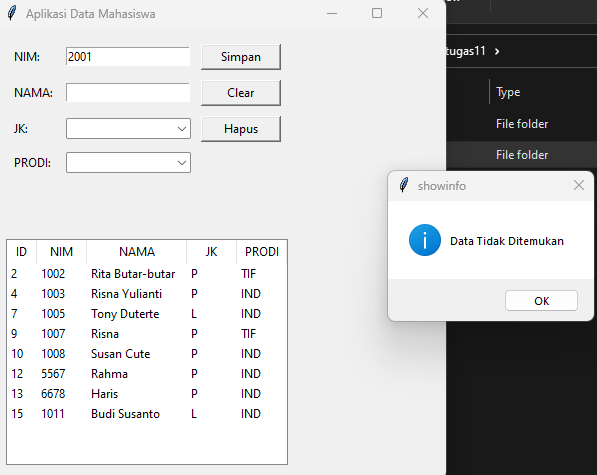 Aplikasi Data Mahasiswa
NIM: 2001 Simpan
NAMA: Clear
JK: Hapus
PRODI:
ID NIM NAMA JK PRODI
2 1002 Rita Butar-butar P TIF
4 1003 Risna Yulianti P IND
7 1005 Tony Duterte L IND
9 1007 Risna P TIF
10 1008 Susan Cute P IND
12 5567 Rahma P IND
13 6678 Haris P IND
15 1011 Budi Susanto L IND
tugas11
Type
File folder
File folder
showinfo
Data Tidak Ditemukan
OK